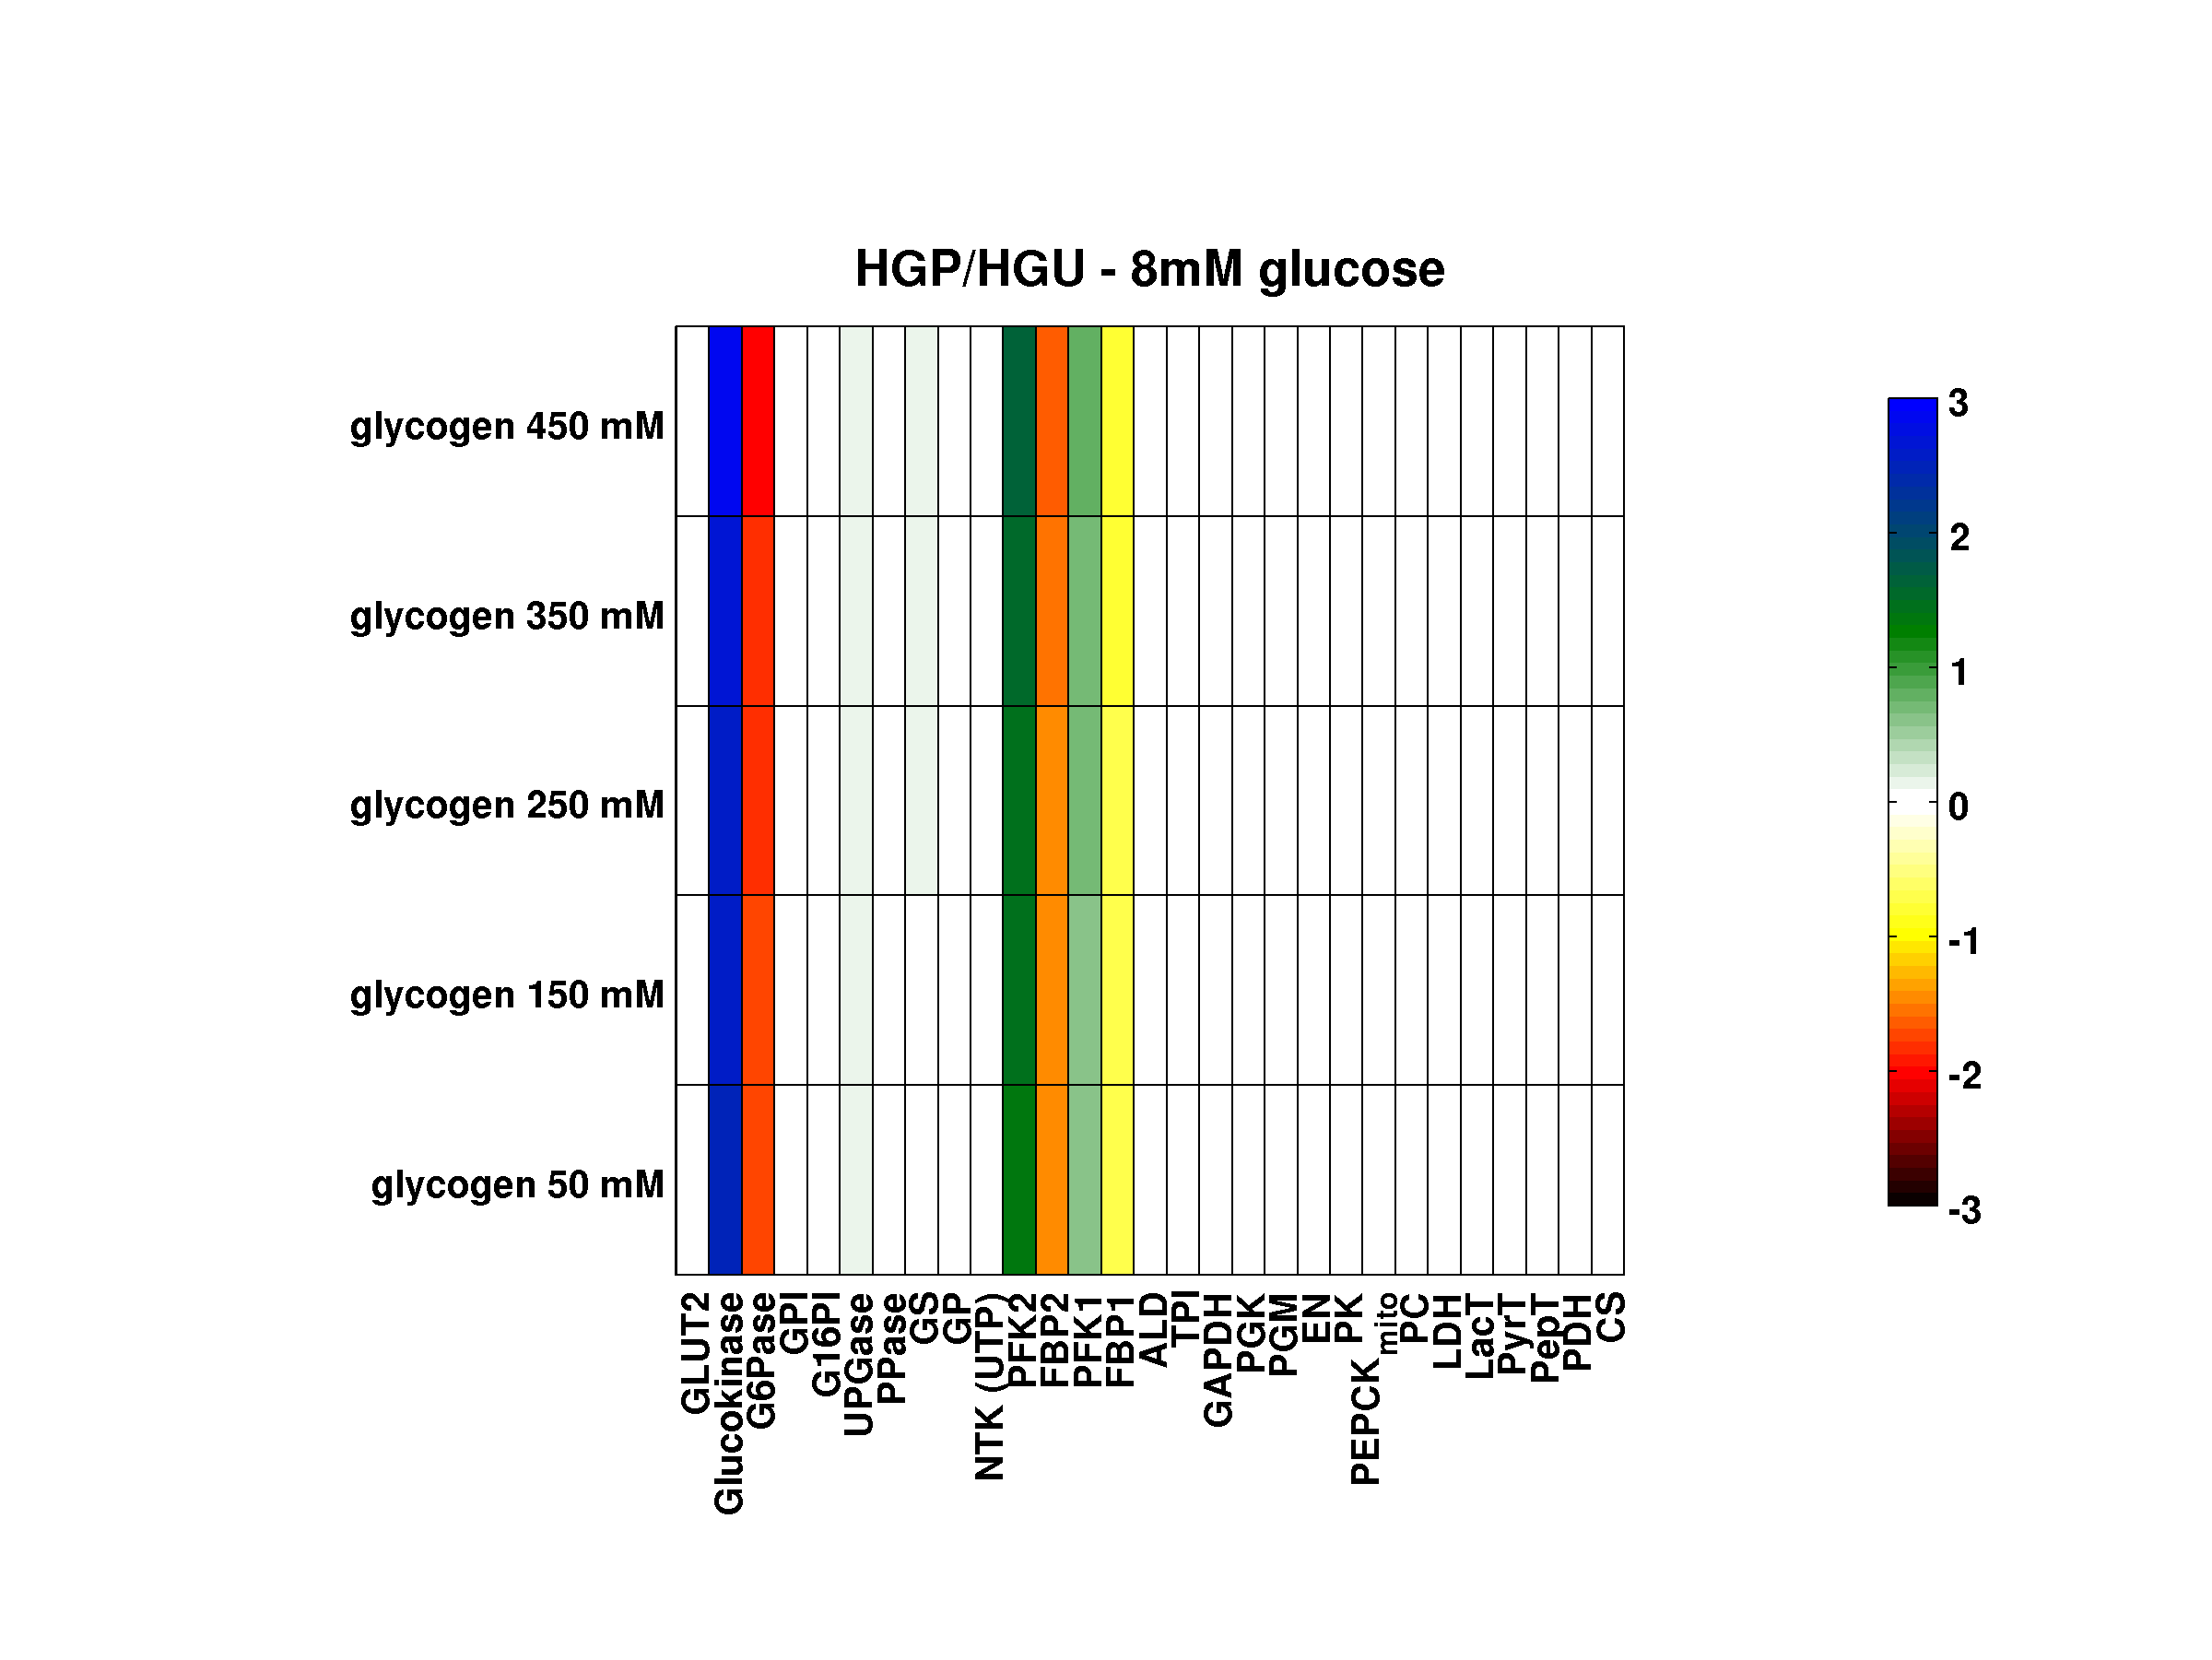 HGP/HGU - 8mM glucose
glycogen 450 mM
glycogen 350 mM
glycogen 250 mM
glycogen 150 mM
glycogen 50 mM
GLUT2
Glucokinase
G6Pase
GPI
G16PI
UPGase
PPase
GS
GP
NTK (UTP)
PFK2
FBP2
PFK1
FBP1
ALD
TPI
GAPDH
PGK
PGM
EN
PK
PEPCKmito
PC
LDH
LacT
PyrT
PepT
PDH
CS
3
2
1
0
-1
-2
-3